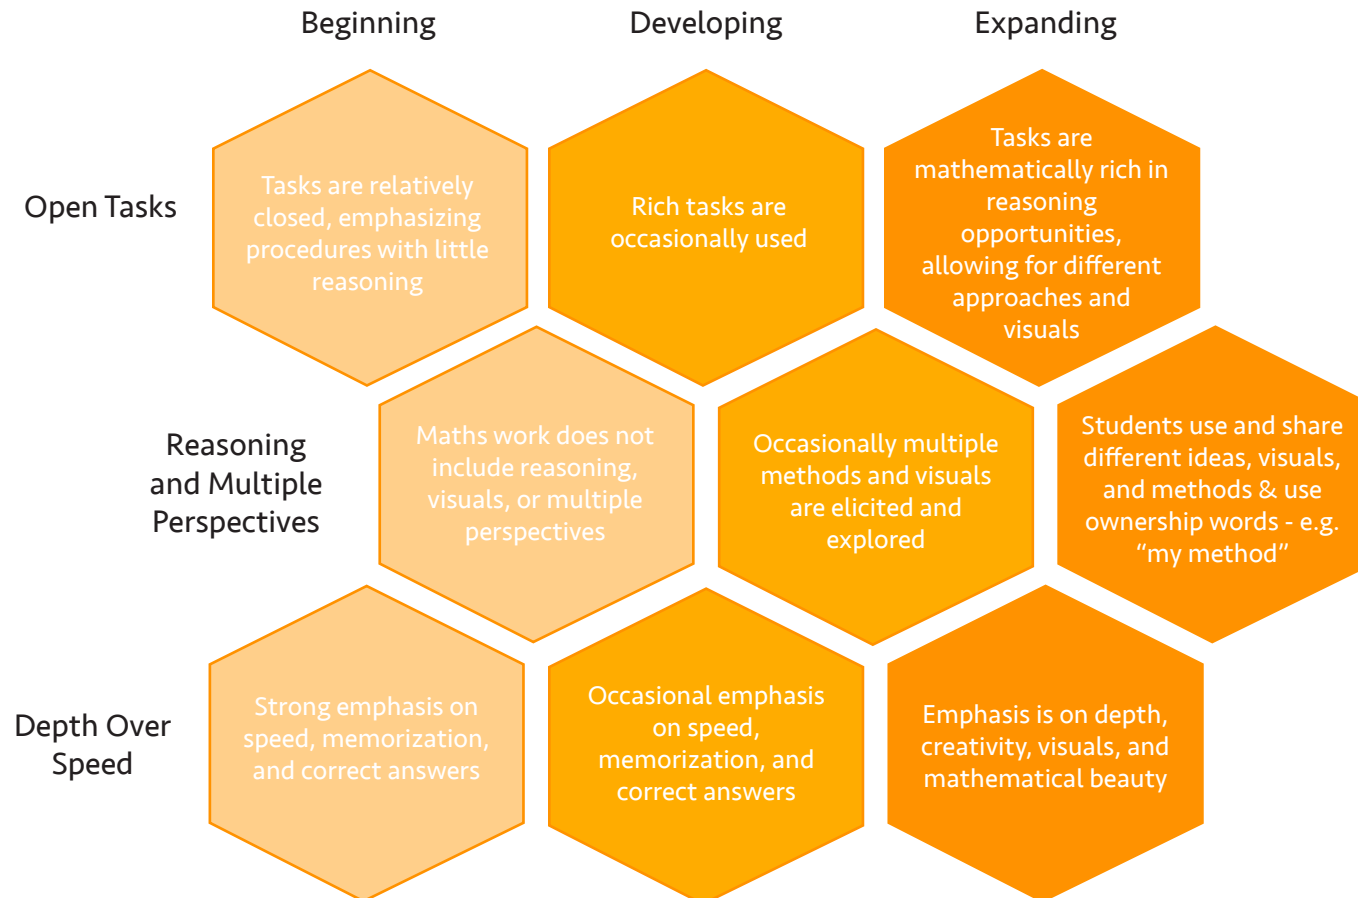 Beginning
Developing
Expanding
Open Tasks
Tasks are relatively
closed, emphasizing
procedures with little
reasoning
Rich tasks are
occasionally used
Tasks are
mathematically rich in
reasoning
opportunities,
allowing for different
approaches and
visuals
Reasoning
and Multiple
Perspectives
Maths work does not
include reasoning,
visuals, or multiple
perspectives
Occasionally multiple
methods and visuals
are elicited and
explored
Students use and share
different ideas, visuals,
and methods & use
ownership words - e.g.
“my method”
Depth Over
Speed
Strong emphasis on
speed, memorization,
and correct answers
Occasional emphasis
on speed,
memorization, and
correct answers
Emphasis is on depth,
creativity, visuals, and
mathematical beauty